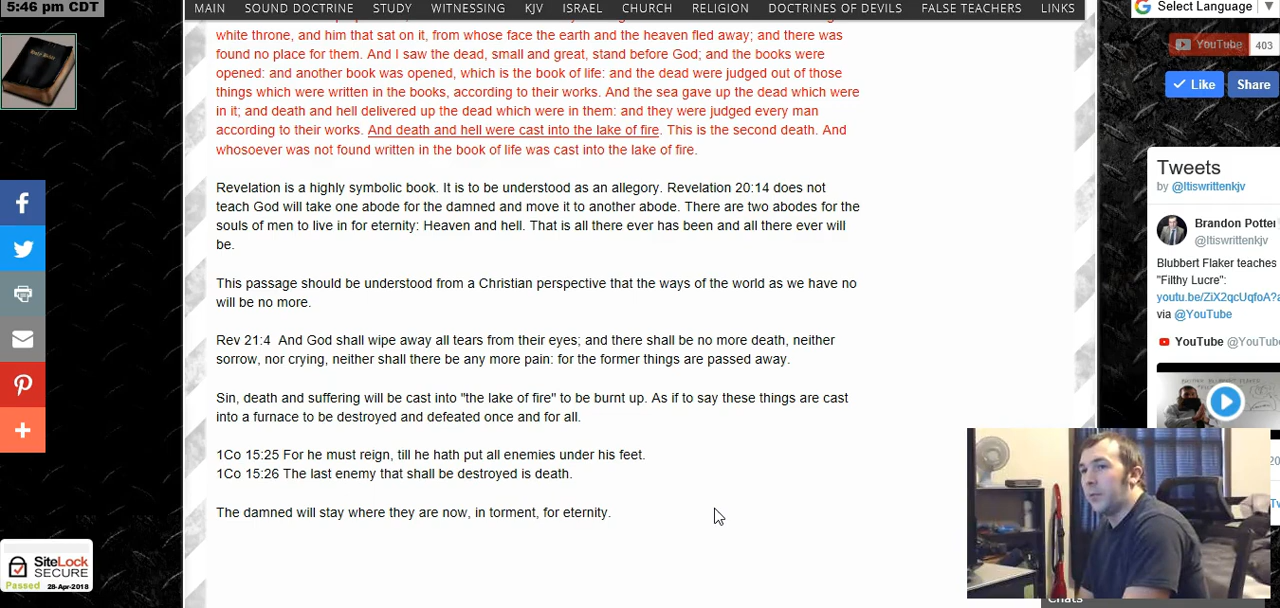 5:46 pm CDT
MAIN SOUND DOCTRINE STUDY WITNESSING KJV ISRAEL CHURCH RELIGION DOCTRINES OF DEVILS FALSE TEACHERS LINKS
Select Language
white throne, and him that sat on it, from whose face the earth and the heaven fled away; and there was
found no place for them. And I saw the dead, small and great, stand before God; and the books were
opened: and another book was opened, which is the book of life: and the dead were judged out of those
things which were written in the books, according to their works. And the sea gave up the dead which were
in it; and death and hell delivered up the dead which were in them: and they were judged every man
according to their works. And death and hell were cast into the lake of fire. This is the second death. And
whosoever was not found written in the book of life was cast into the lake of fire.
Revelation is a highly symbolic book. It is to be understood as an allegory. Revelation 20:14 does not
teach God will take one abode for the damned and move it to another abode. There are two abodes for the
souls of men to live in for eternity: Heaven and hell. That is all there ever has been and all there ever will
be.
This passage should be understood from a Christian perspective that the ways of the world as we have no
will be no more.
Rev 21:4 And God shall wipe away all tears from their eyes; and there shall be no more death, neither
sorrow, nor crying, neither shall there be any more pain: for the former things are passed away.
Sin, death and suffering will be cast into "the lake of fire" to be burnt up. As if to say these things are cast
into a furnace to be destroyed and defeated once and for all.
1Co 15:25 For he must reign, till he hath put all enemies under his feet.
1Co 15:26 The last enemy that shall be destroyed is death.
The damned will stay where they are now, in torment, for eternity.
YouTube 403
Like Share
Tweets
by @Itiswrittenkjv
Brandon Potter
@Itiswrittenkjv
Blubbert Flaker teaches
"Filthy Lucre":
youtu.be/ZiX2qcUqfoA?a
via @YouTube
YouTube @YouTube
Chats
SiteLock
SECURE
Passed 28-Apr-2018